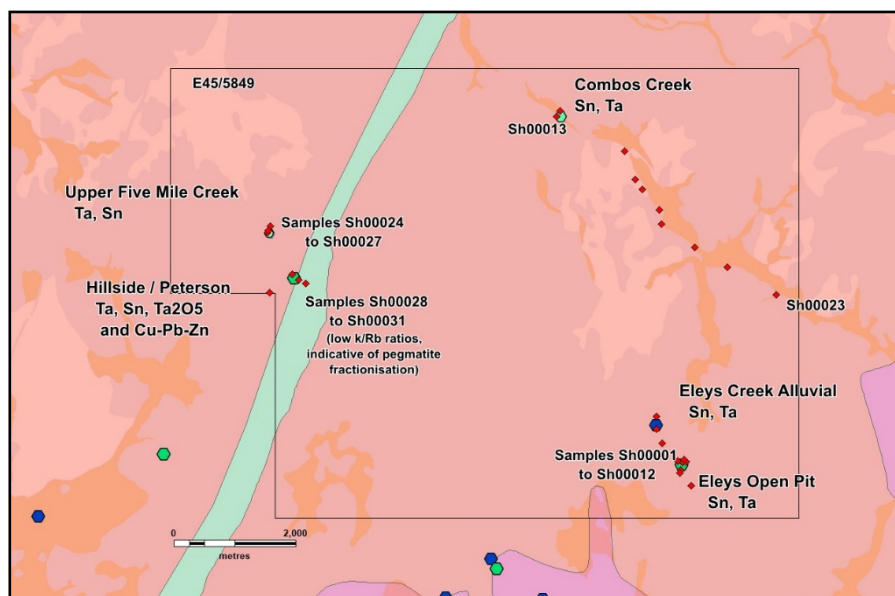 E45/5849
Combos Creek
Sn, Ta
Sh00013
Upper Five Mile Creek
Ta, Sn
Samples Sh00024
to Sh00027
Hillside / Peterson
Ta, Sn, Ta2O5
and Cu-Pb-Zn
Samples Sh00028
to Sh00031
(low k/Rb ratios,
indicative of pegmatite
fractionisation)
Sh00023
Eleys Creek Alluvial
Sn, Ta
Samples Sh00001
to Sh00012
Eleys Open Pit
Sn, Ta
0 2,000
metres